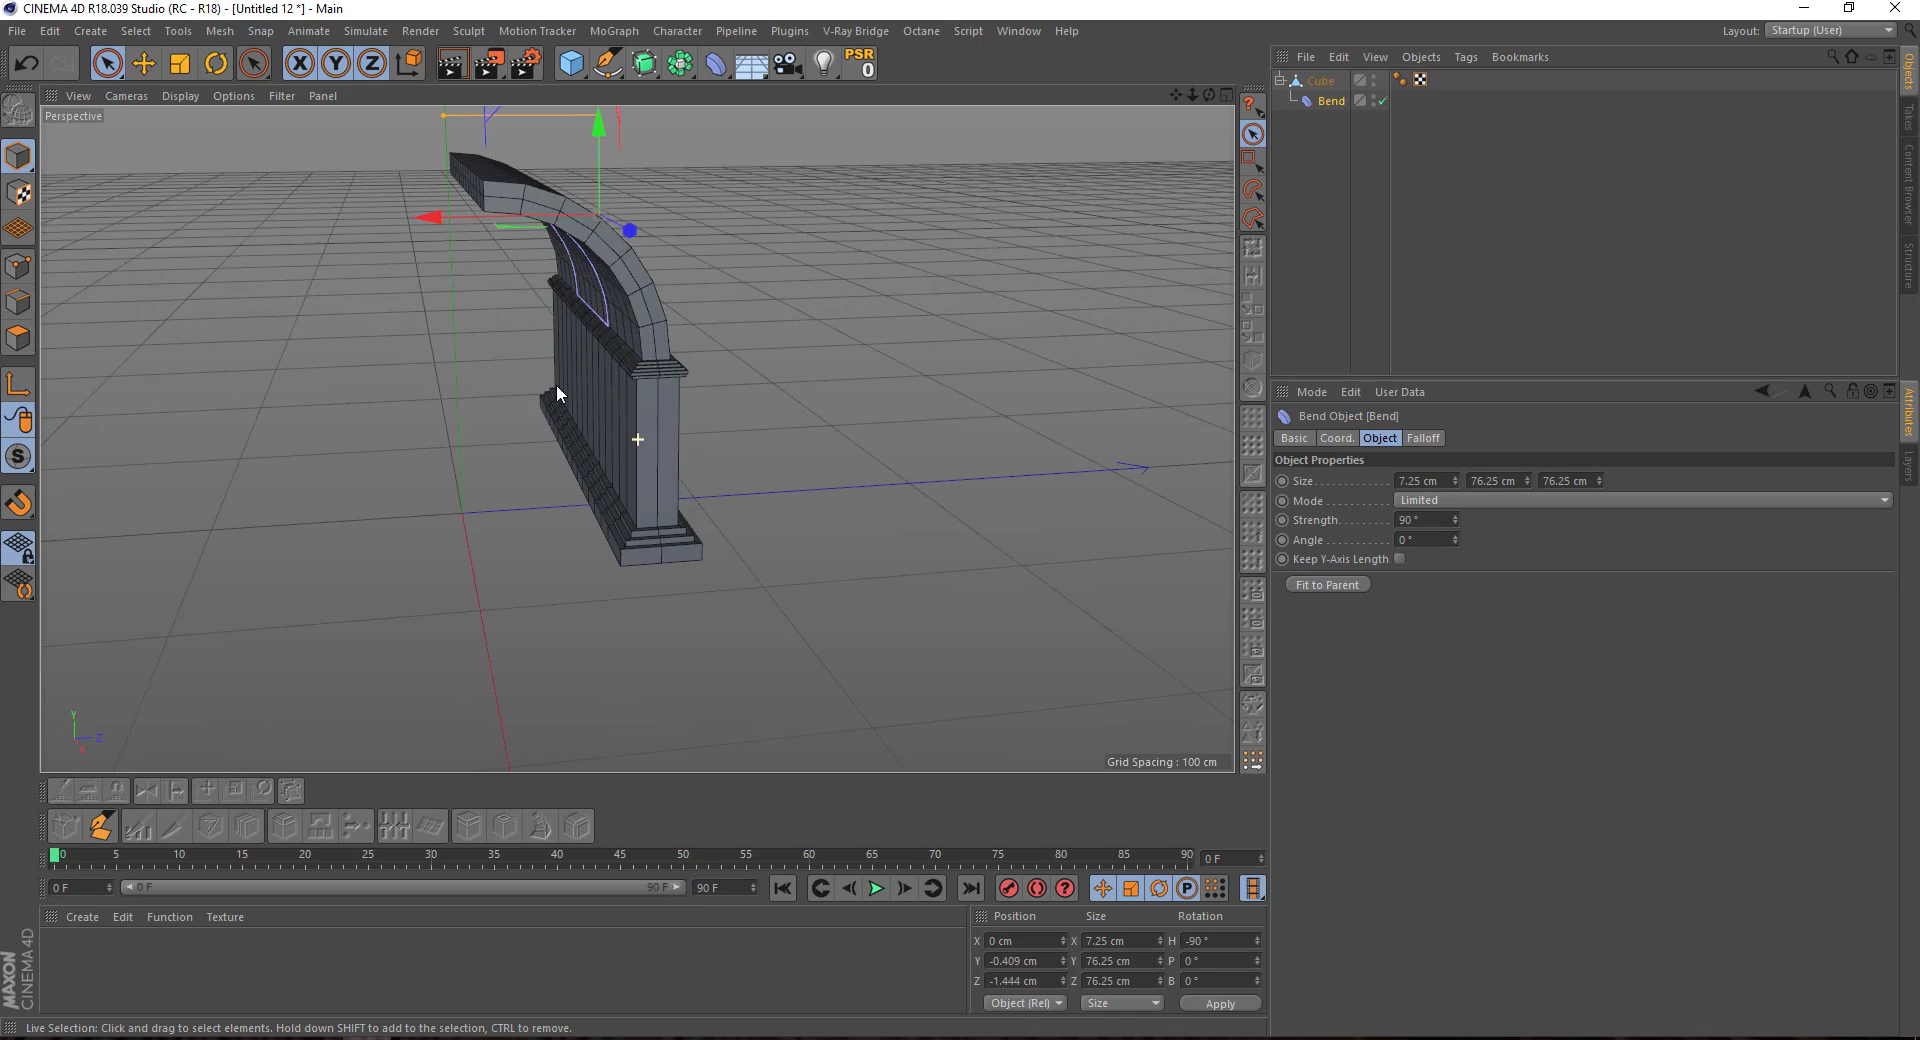 CINEMA 4D R18.039 Studio (RC - R18) - [Untitled 12 *] - Main
File Edit Create Select Tools Mesh Snap Animate Simulate Render Sculpt Motion Tracker MoGraph Character Pipeline Plugins V-Ray Bridge Octane Script Window Help
Layout: Startup (User)
X Y Z PSR
0
File Edit View Objects Tags Bookmarks
View Cameras Display Options Filter Panel
Perspective
Cube
Bend
Objects
Takes
Content Browser
Structure
Mode Edit User Data
Bend Object [Bend]
Basic Coord. Object Falloff
Object Properties
Size 7.25 cm 76.25 cm 76.25 cm
Mode Limited
Strength 90 °
Angle 0 °
Keep Y-Axis Length
Fit to Parent
Attributes
Layers
S
Y
Z
X
Grid Spacing : 100 cm
0 5 10 15 20 25 30 35 40 45 50 55 60 65 70 75 80 85 90 0 F
0 F 0 F 90 F 90 F P
Create Edit Function Texture
Position Size Rotation
X 0 cm X 7.25 cm H -90 °
Y -0.409 cm Y 76.25 cm P 0 °
Z -1.444 cm Z 76.25 cm B 0 °
Object (Rel) Size Apply
MAXON
CINEMA 4D
Live Selection: Click and drag to select elements. Hold down SHIFT to add to the selection, CTRL to remove.